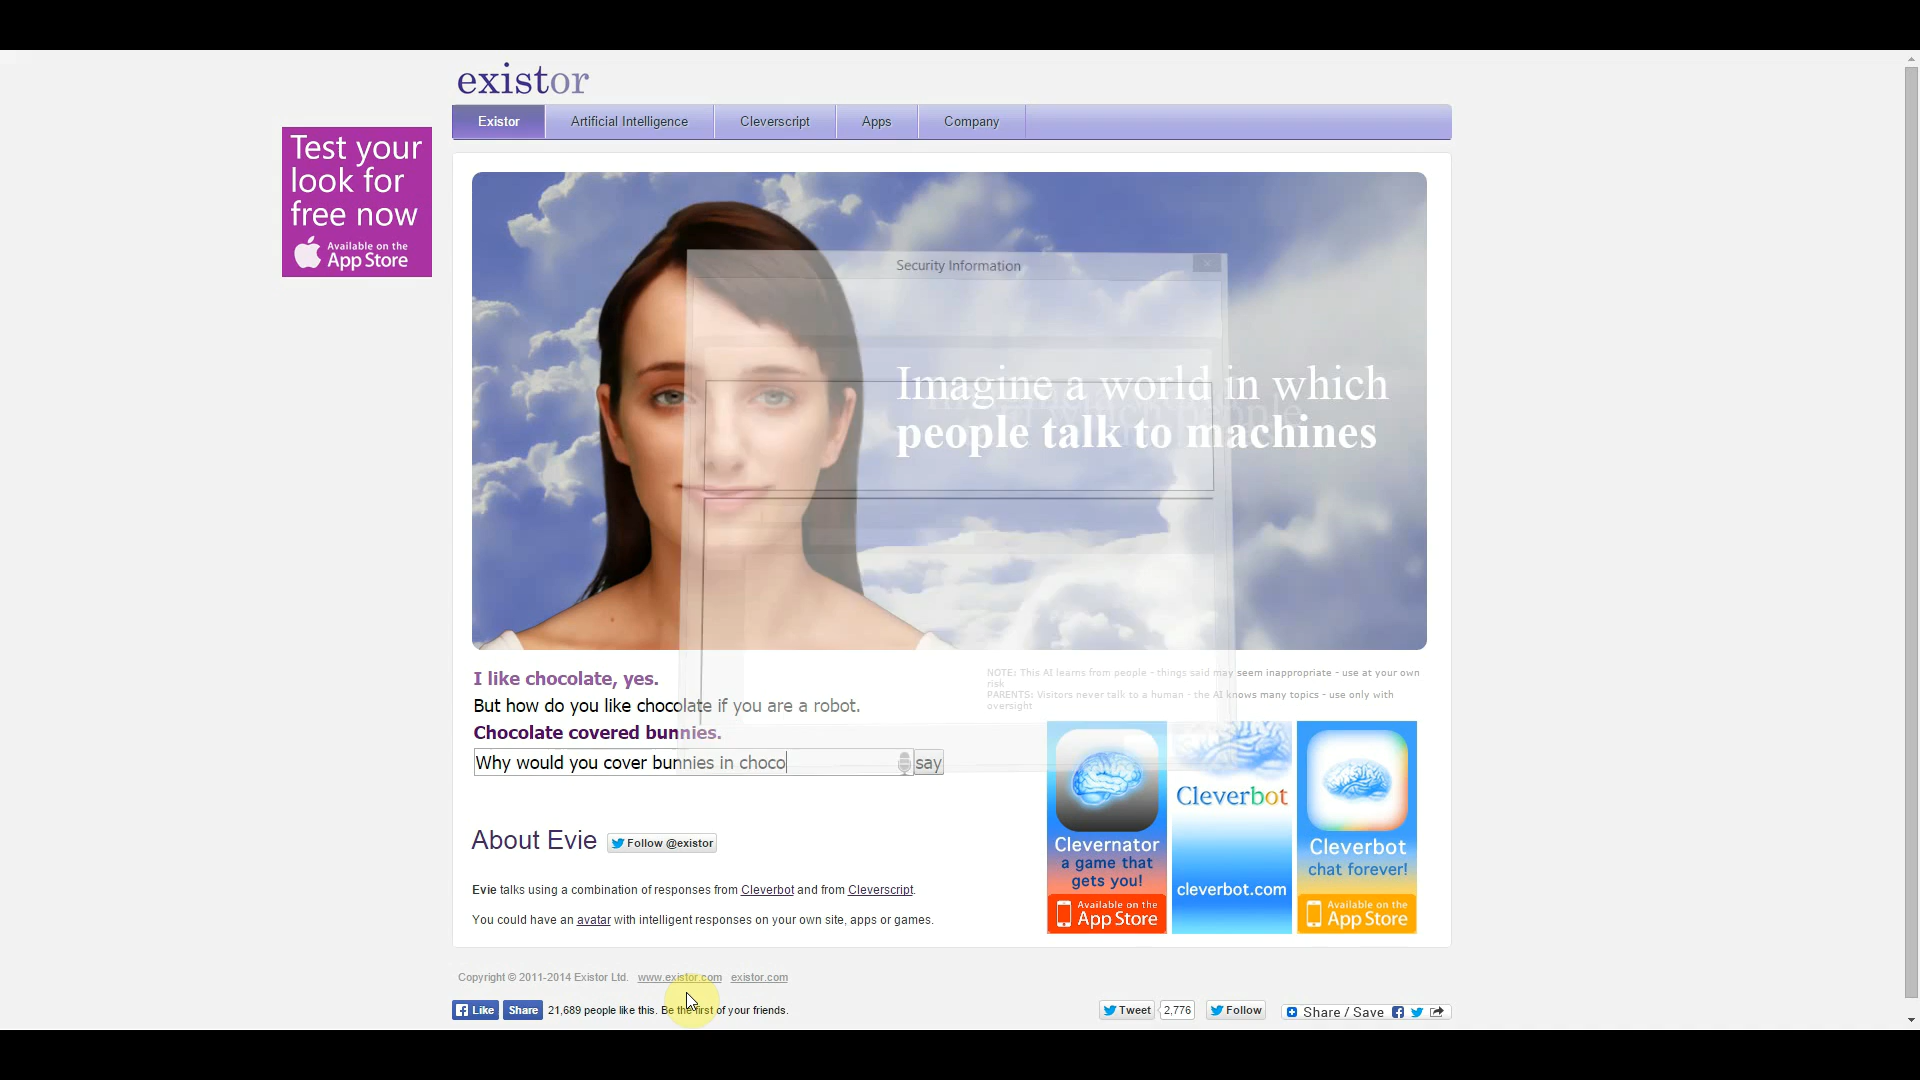 existor
Existor
Artificial Intelligence
Cleverscript
Apps
Company
Test your
look for
free now
Available on the
App Store
Security Information
Imagine a world in which
people talk to machines
I like chocolate, yes.
But how do you like chocolate if you are a robot.
Chocolate covered bunnies.
Why would you cover bunnies in choco
say
NOTE: This AI learns from people - things said may seem inappropriate - use at your own
risk
PARENTS: Visitors never talk to a human - the AI knows many topics - use only with
oversight
Clevernator
a game that
gets you!
Available on the
App Store
Cleverbot
cleverbot.com
Cleverbot
chat forever!
Available on the
App Store
About Evie
Follow @existor
Evie talks using a combination of responses from Cleverbot and from Cleverscript.
You could have an avatar with intelligent responses on your own site, apps or games.
Copyright © 2011-2014 Existor Ltd. www.existor.com existor.com
Like
Share
21,689 people like this. Be the first of your friends.
Tweet
2,776
Follow
Share / Save